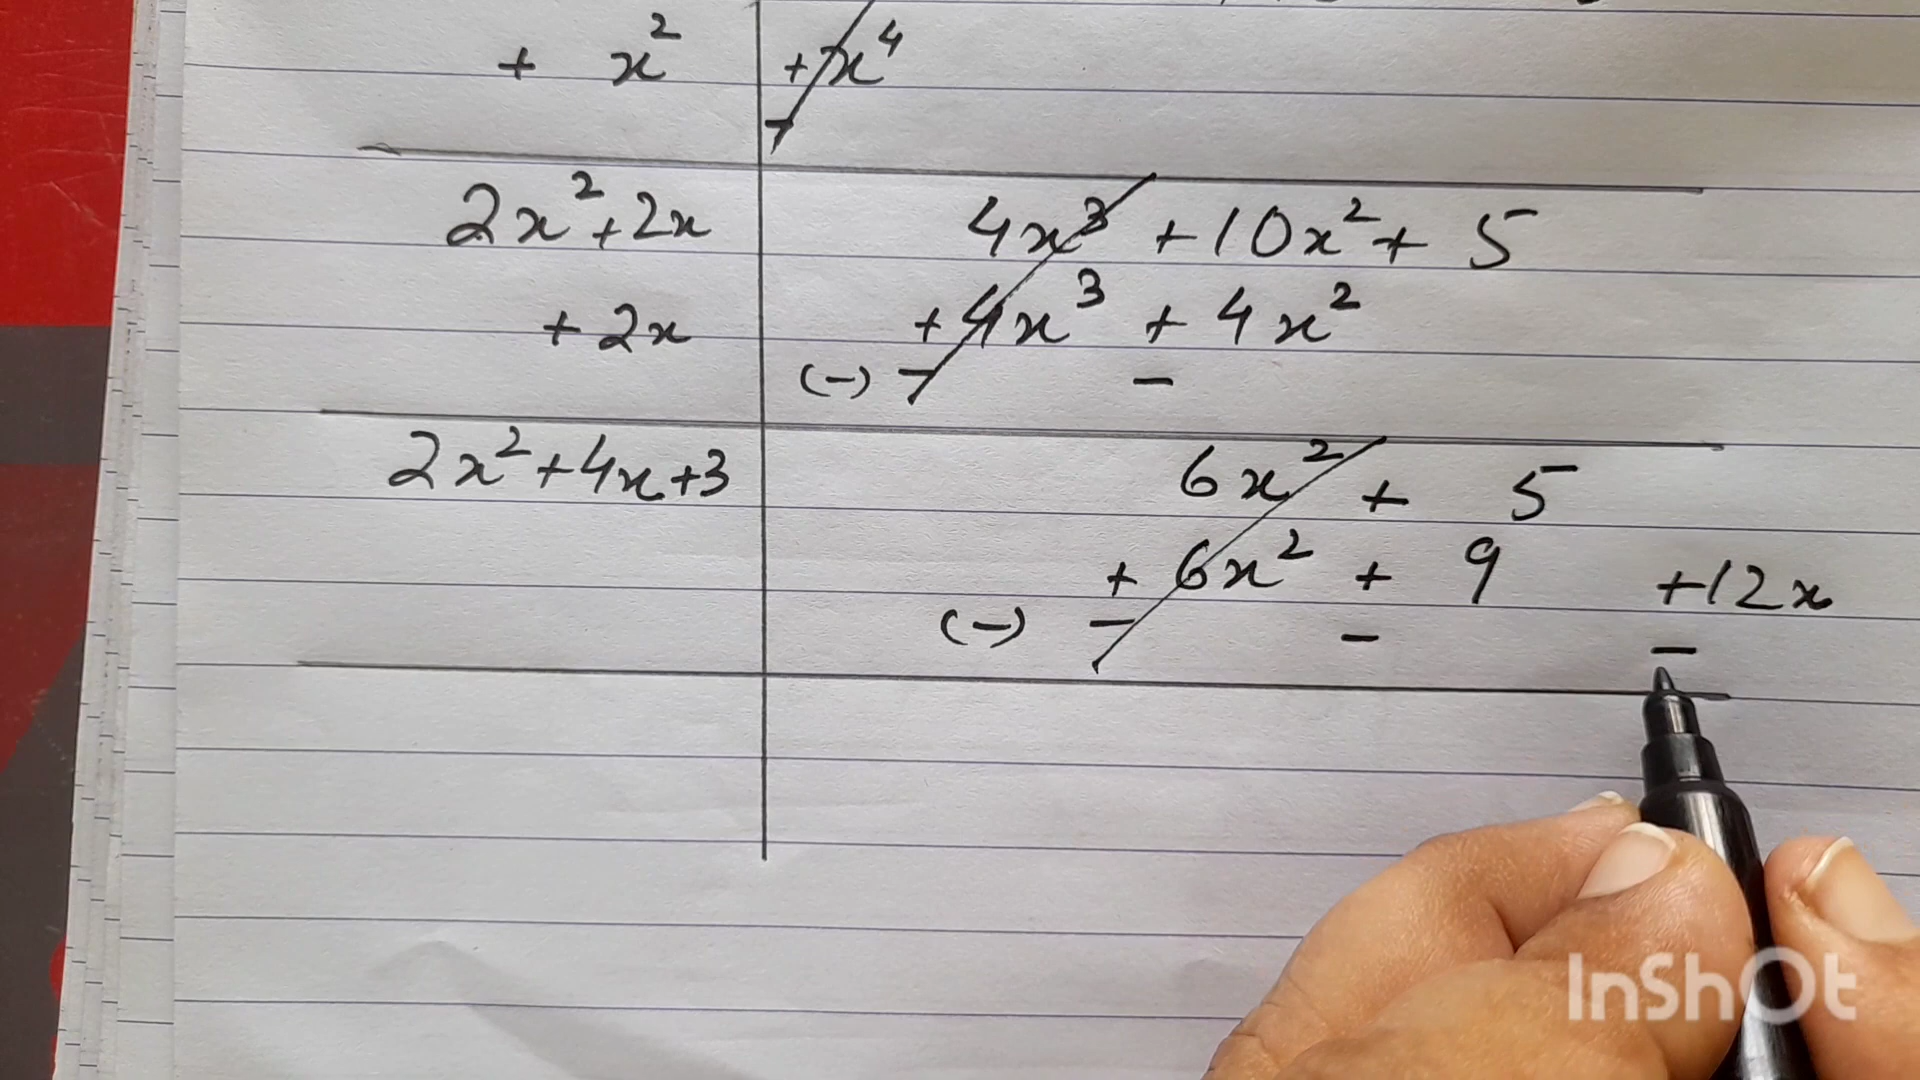 + x² +x⁴
-
2x²+2x 4x³ +10x²+ 5
+ 2x +4x³ + 4x²
(-) - -
2x²+4x+3 6x² + 5
+ 6x² + 9 +12x
(-) - - -
InShOt